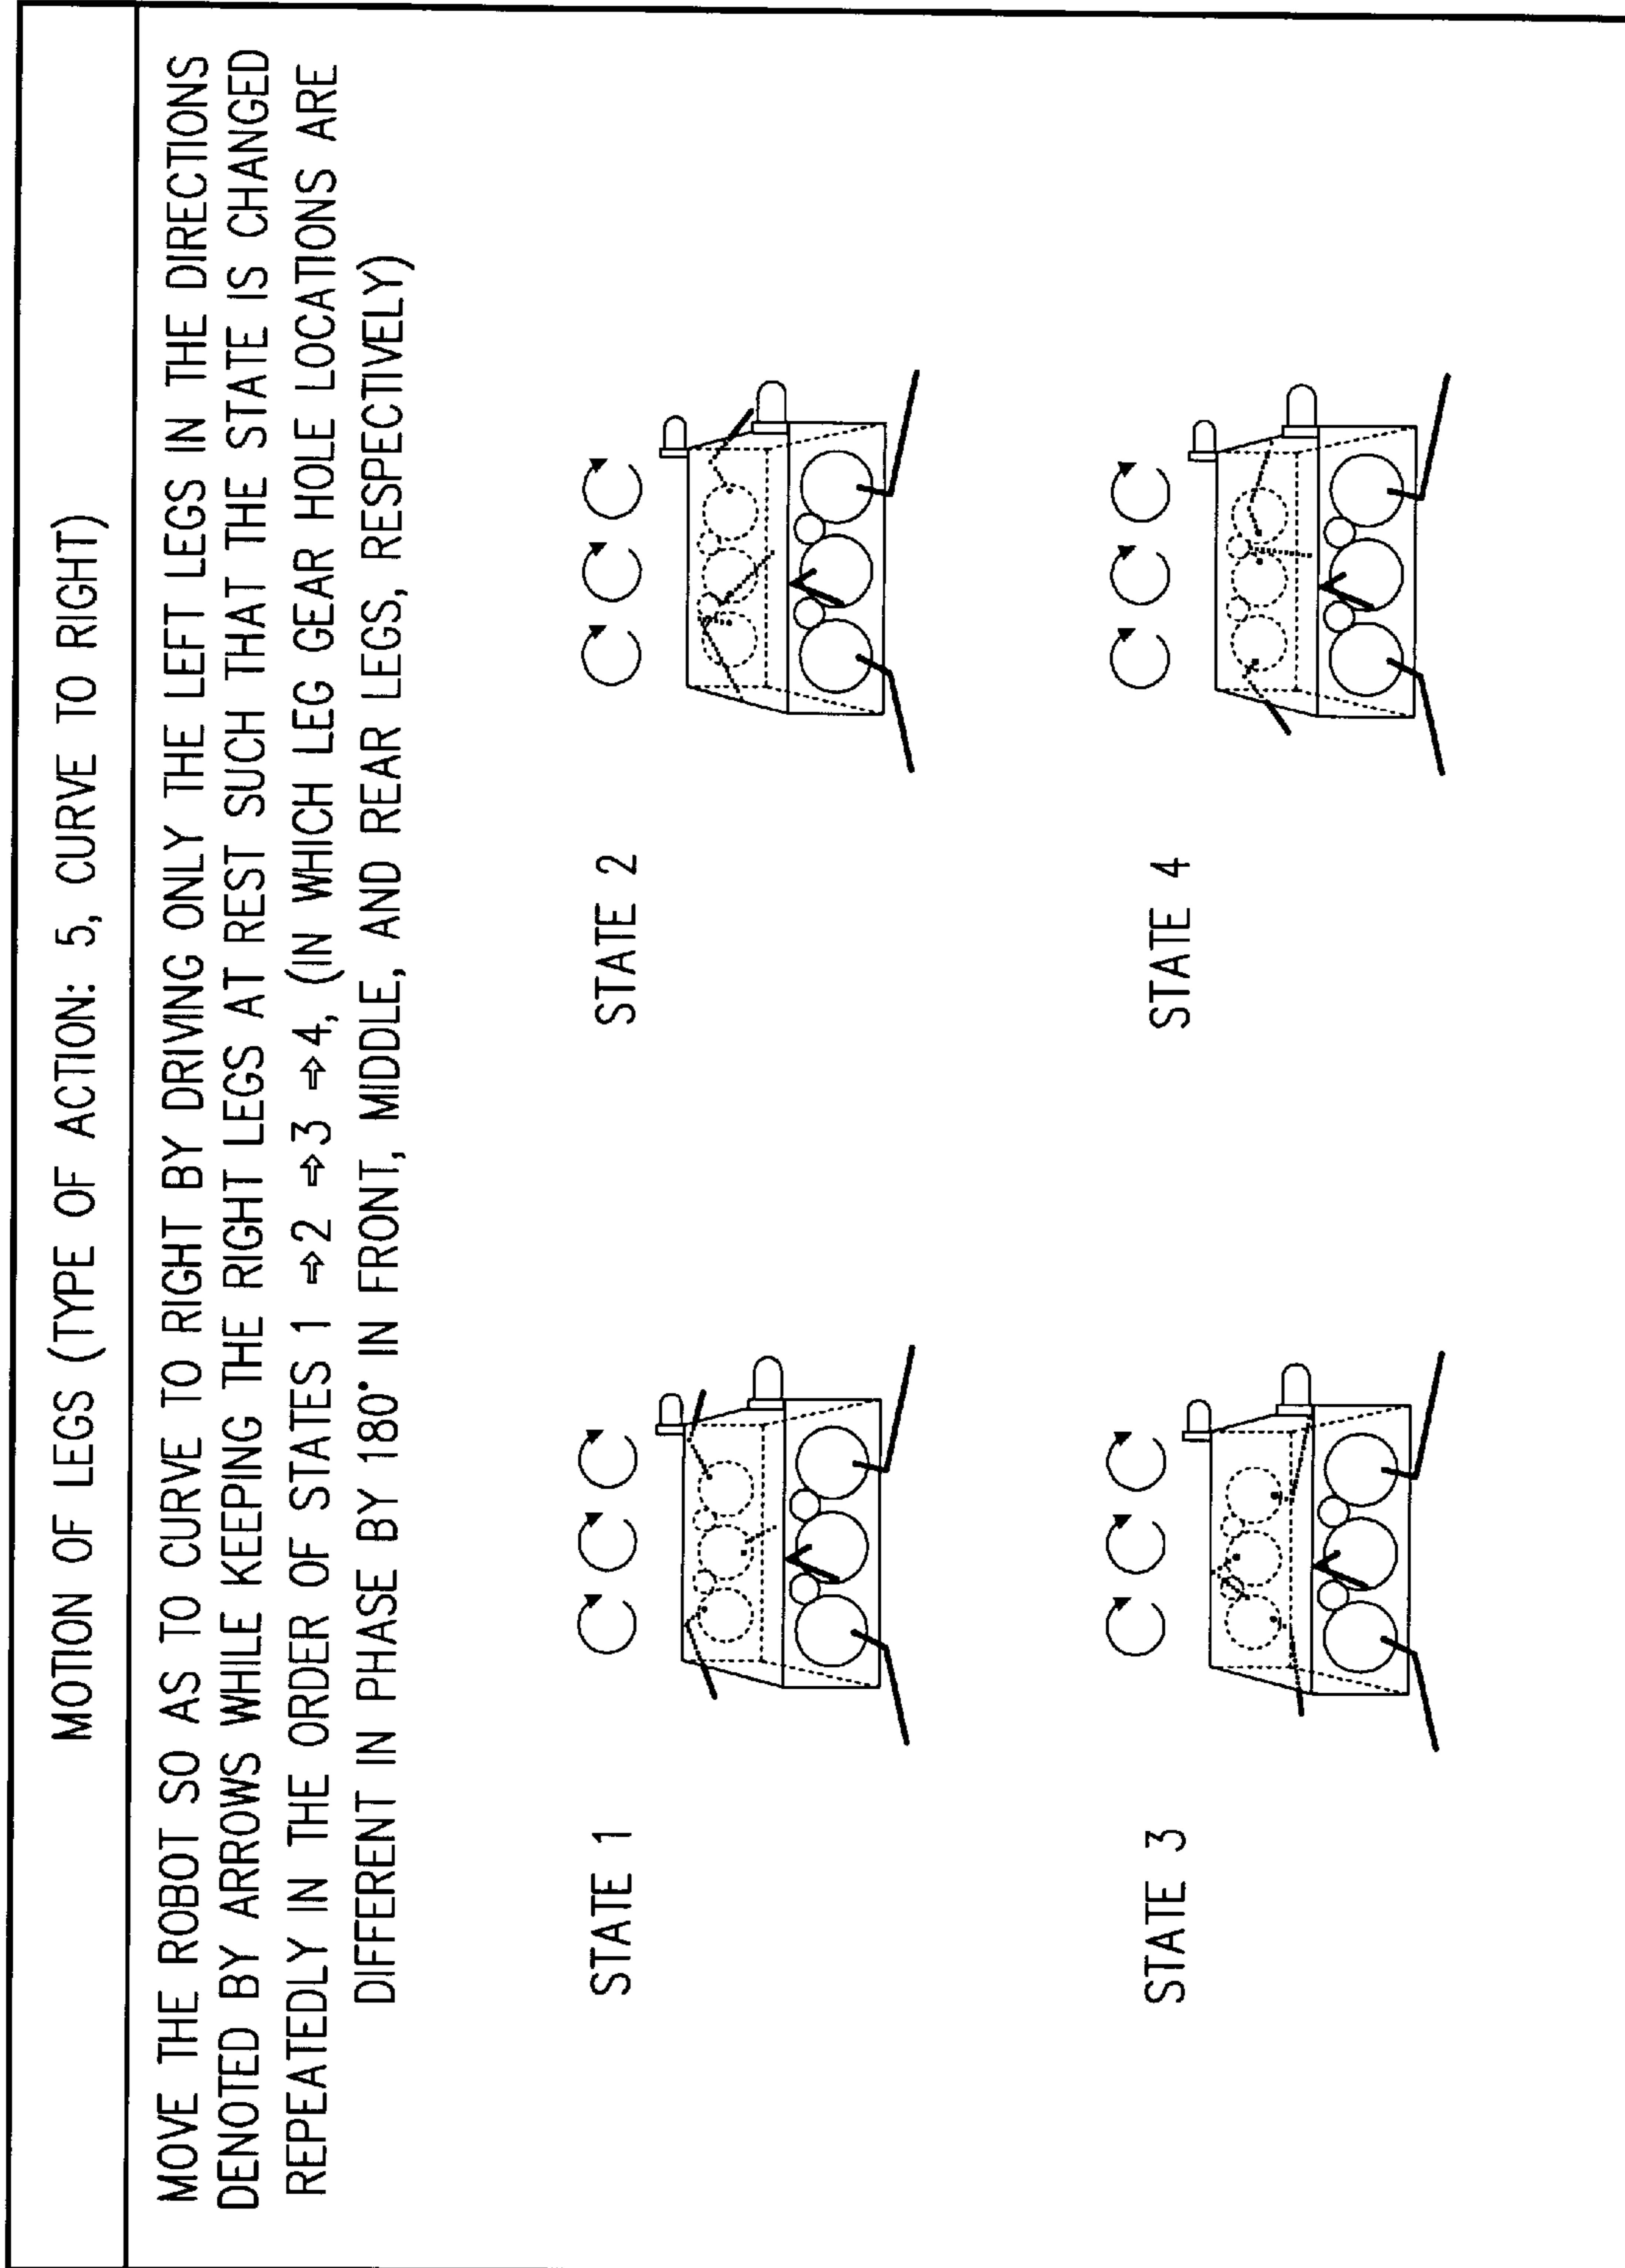 MOTION OF LEGS (TYPE OF ACTION: 5, CURVE TO RIGHT)
MOVE THE ROBOT SO AS TO CURVE TO RIGHT BY DRIVING ONLY THE LEFT LEGS IN THE DIRECTIONS
DENOTED BY ARROWS WHILE KEEPING THE RIGHT LEGS AT REST SUCH THAT THE STATE IS CHANGED
REPEATEDLY IN THE ORDER OF STATES 1 ⇨2 ⇨3 ⇨4, (IN WHICH LEG GEAR HOLE LOCATIONS ARE
DIFFERENT IN PHASE BY 180° IN FRONT, MIDDLE, AND REAR LEGS, RESPECTIVELY)
STATE 1
STATE 2
STATE 3
STATE 4